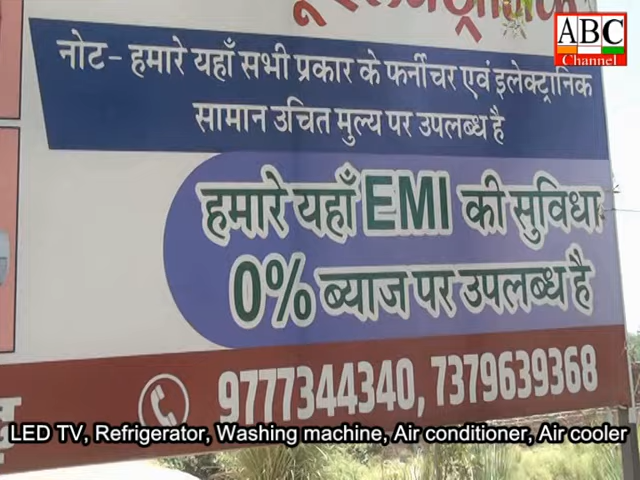 ABC
Channel
नोट- हमारे यहाँ सभी प्रकार के फर्नीचर एवं इलेक्ट्रानिक
सामान उचित मुल्य पर उपलब्ध है
हमारे यहाँ EMI की सुविधा
0% ब्याज पर उपलब्ध है
9777344340, 7379639368
LED TV, Refrigerator, Washing machine, Air conditioner, Air cooler